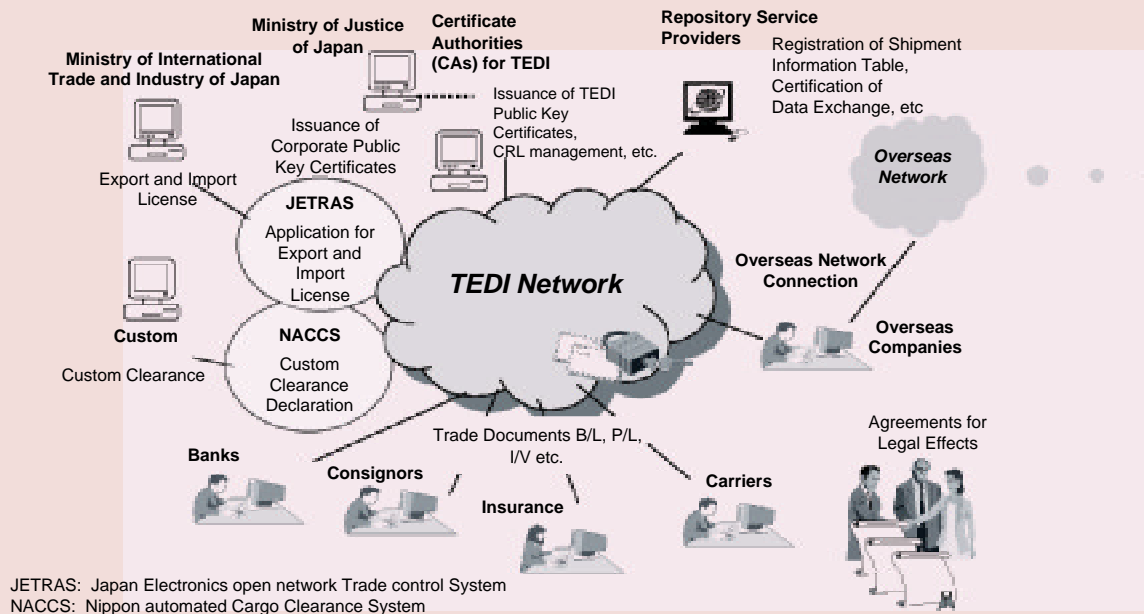 Ministry of International
Trade and Industry of Japan
Export and Import
License
Ministry of Justice
of Japan
Issuance of
Corporate Public
Key Certificates
Certificate
Authorities
(CAs) for TEDI
Issuance of TEDI
Public Key
Certificates,
CRL management, etc.
Repository Service
Providers
Registration of Shipment
Information Table,
Certification of
Data Exchange, etc
Overseas
Network
JETRAS
Application for
Export and
Import
License
TEDI Network
Overseas Network
Connection
Overseas
Companies
Custom
Custom Clearance
NACCS
Custom
Clearance
Declaration
Trade Documents B/L, P/L,
I/V etc.
Banks
Consignors
Insurance
Carriers
Agreements for
Legal Effects
JETRAS: Japan Electronics open network Trade control System
NACCS: Nippon automated Cargo Clearance System